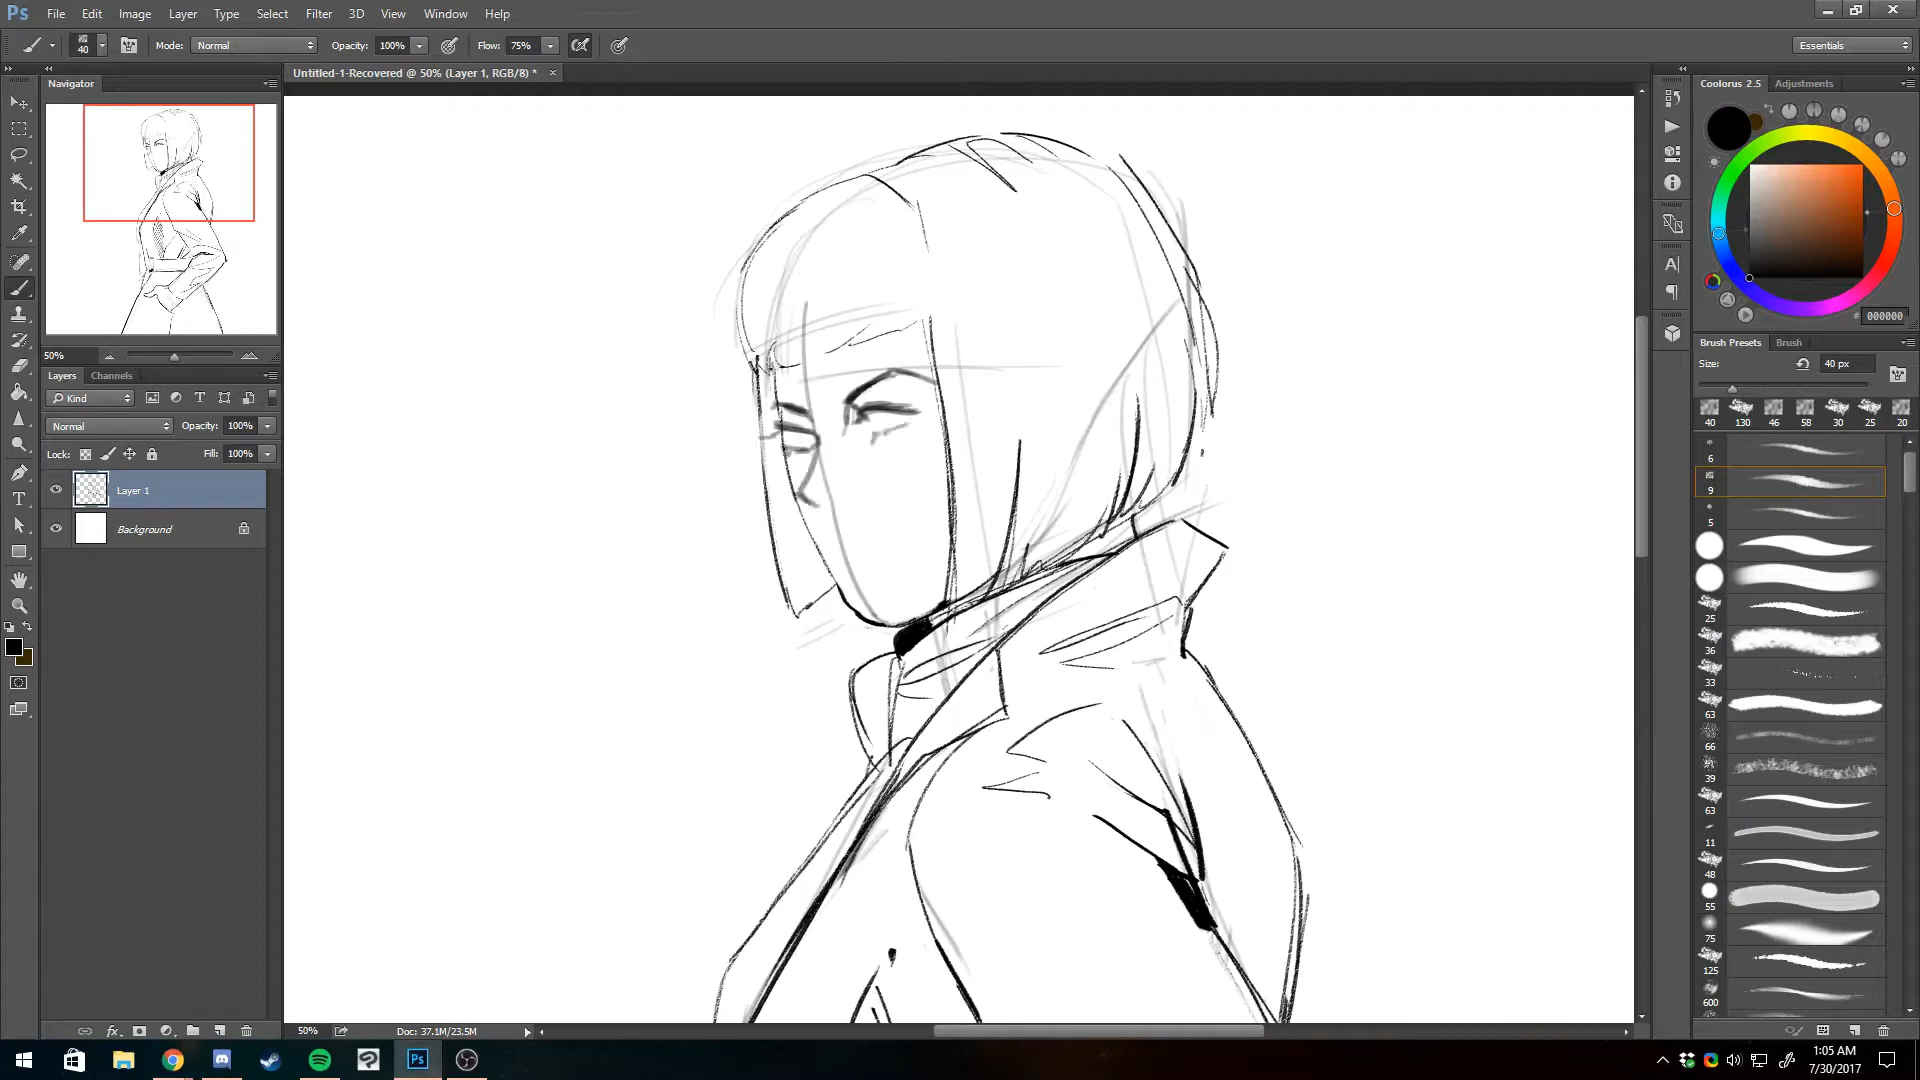 Ps File Edit Image Layer Type Select Filter 3D View Window Help
40 Mode: Normal Opacity: 100% Flow: 75% Essentials
Untitled-1-Recovered @ 50% (Layer 1, RGB/8) *
Navigator
50%
Layers Channels
Kind
Normal Opacity: 100%
Lock: Fill: 100%
Layer 1
Background
fx
50% Doc: 37.1M/23.5M
Coolorus 2.5 Adjustments
# 000000
Brush Presets Brush
Size: 40 px
40 130 46 58 30 25 20
6
9
5
25
36
33
63
66
39
63
11
48
55
75
125
600
Ps
1:05 AM
7/30/2017